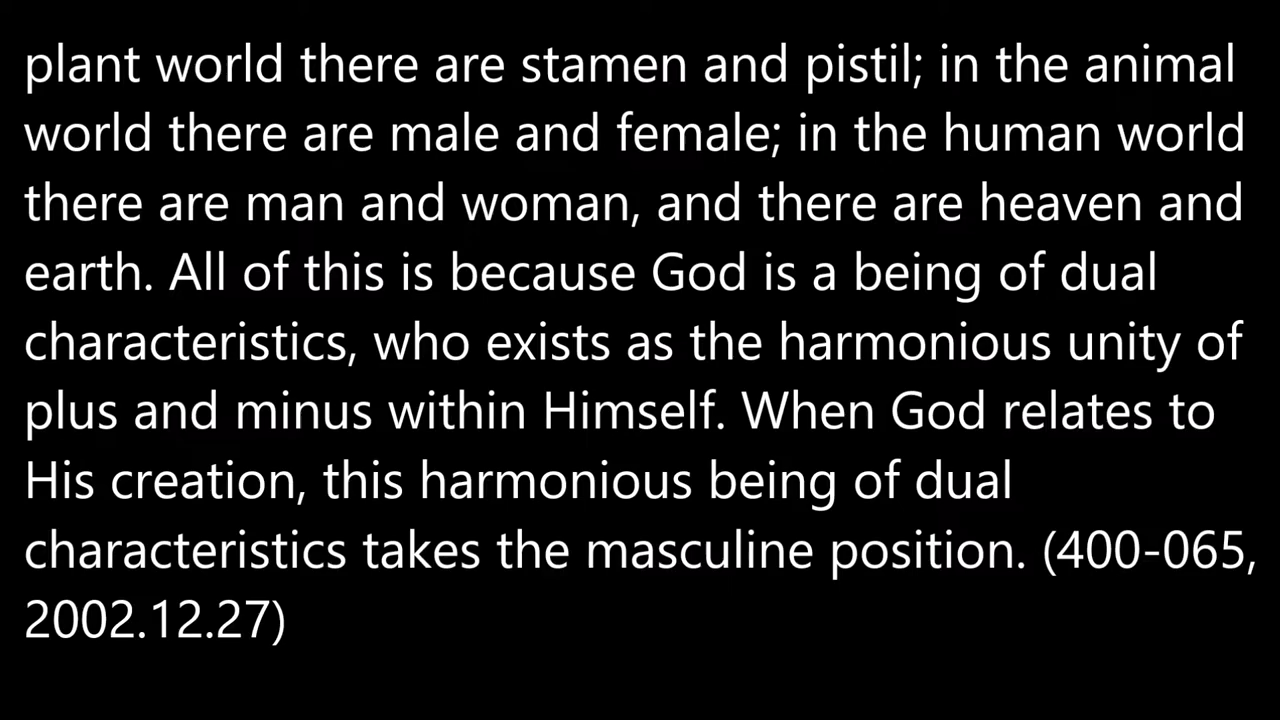 plant world there are stamen and pistil; in the animal
world there are male and female; in the human world
there are man and woman, and there are heaven and
earth. All of this is because God is a being of dual
characteristics, who exists as the harmonious unity of
plus and minus within Himself. When God relates to
His creation, this harmonious being of dual
characteristics takes the masculine position. (400-065,
2002.12.27)